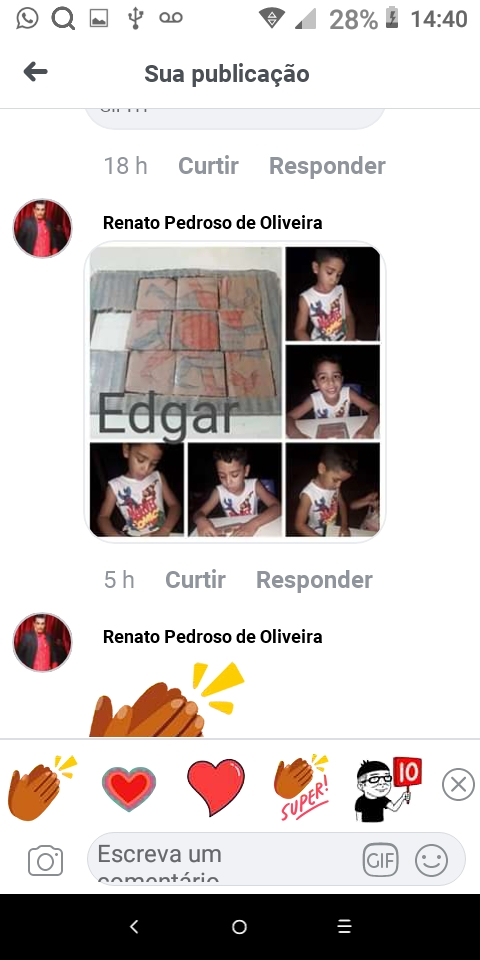 28% 14:40
Sua publicação
18 h Curtir Responder
Renato Pedroso de Oliveira
Edgar
5 h Curtir Responder
Renato Pedroso de Oliveira
SUPER!
10
Escreva um
comentário
GIF